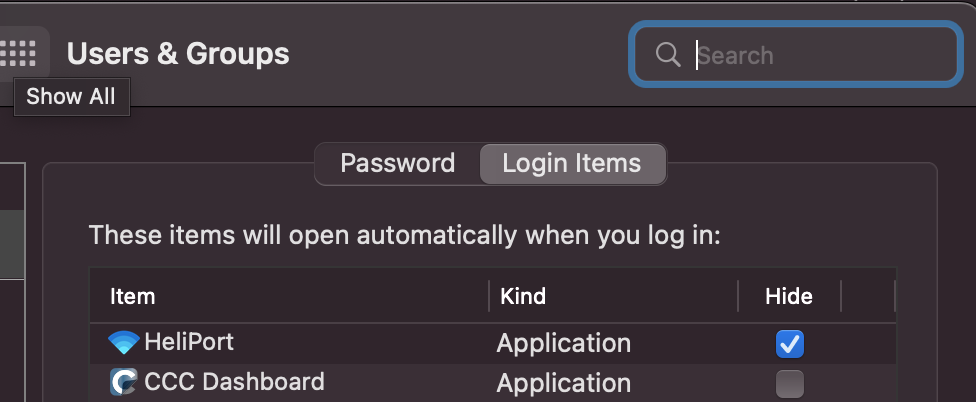 Users & Groups
Search
Show All
Password Login Items
These items will open automatically when you log in:
Item Kind Hide
HeliPort Application
CCC Dashboard Application